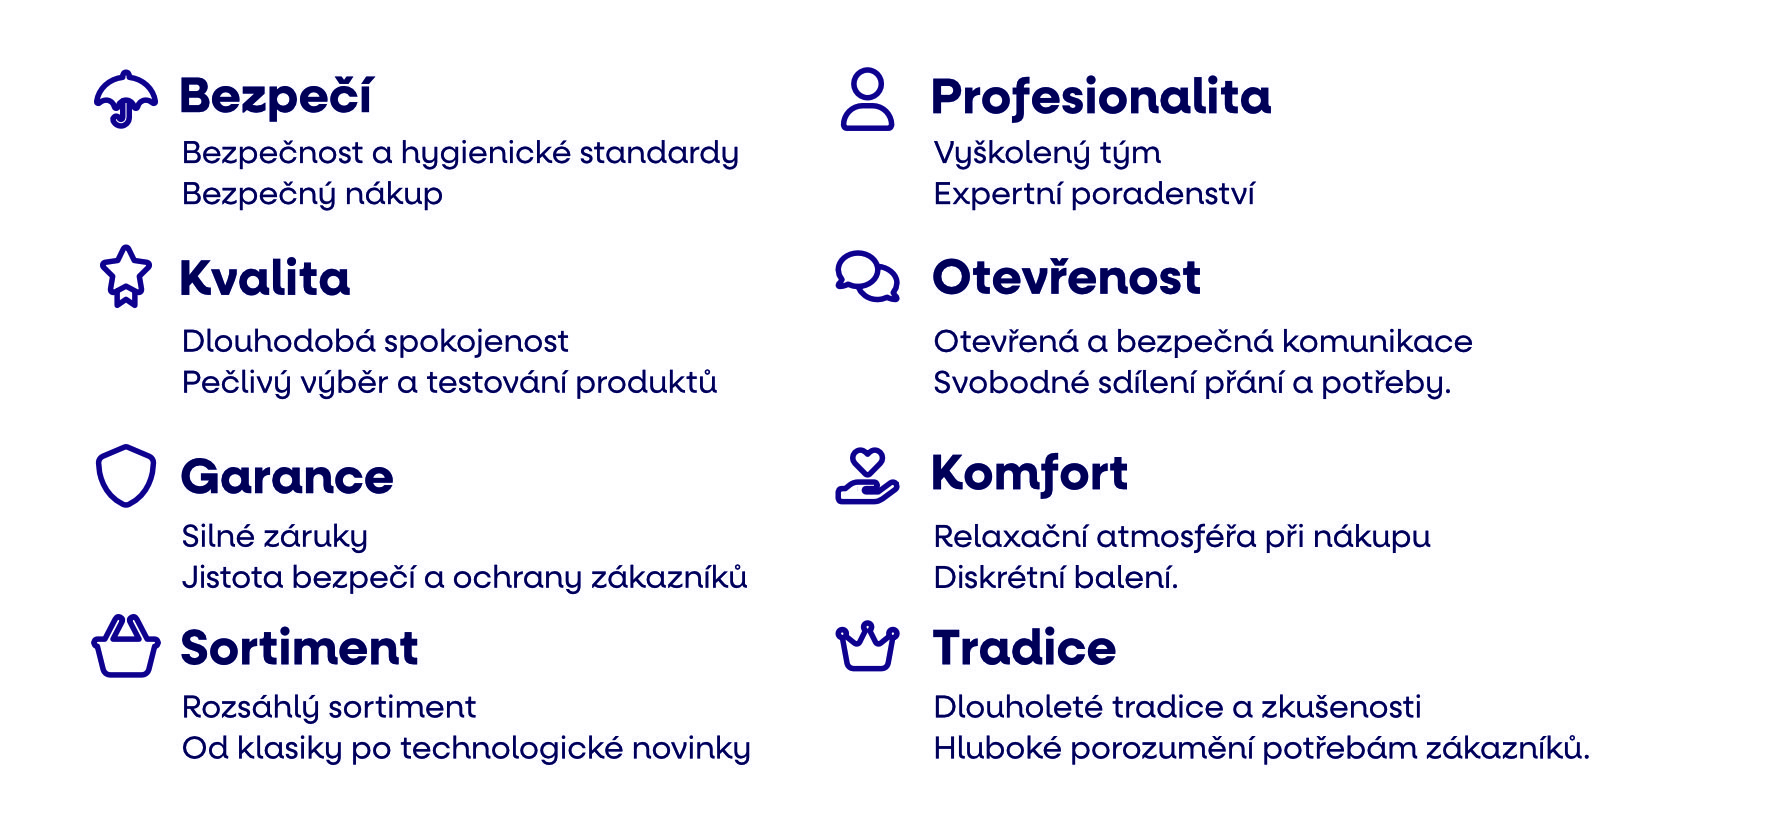 Bezpečí
Bezpečnost a hygienické standardy
Bezpečný nákup
Kvalita
Dlouhodobá spokojenost
Pečlivý výběr a testování produktů
Garance
Silné záruky
Jistota bezpečí a ochrany zákazníků
Sortiment
Rozsáhlý sortiment
Od klasiky po technologické novinky
Profesionalita
Vyškolený tým
Expertní poradenství
Otevřenost
Otevřená a bezpečná komunikace
Svobodné sdílení přání a potřeby.
Komfort
Relaxační atmosféřa při nákupu
Diskrétní balení.
Tradice
Dlouholeté tradice a zkušenosti
Hluboké porozumění potřebám zákazníků.